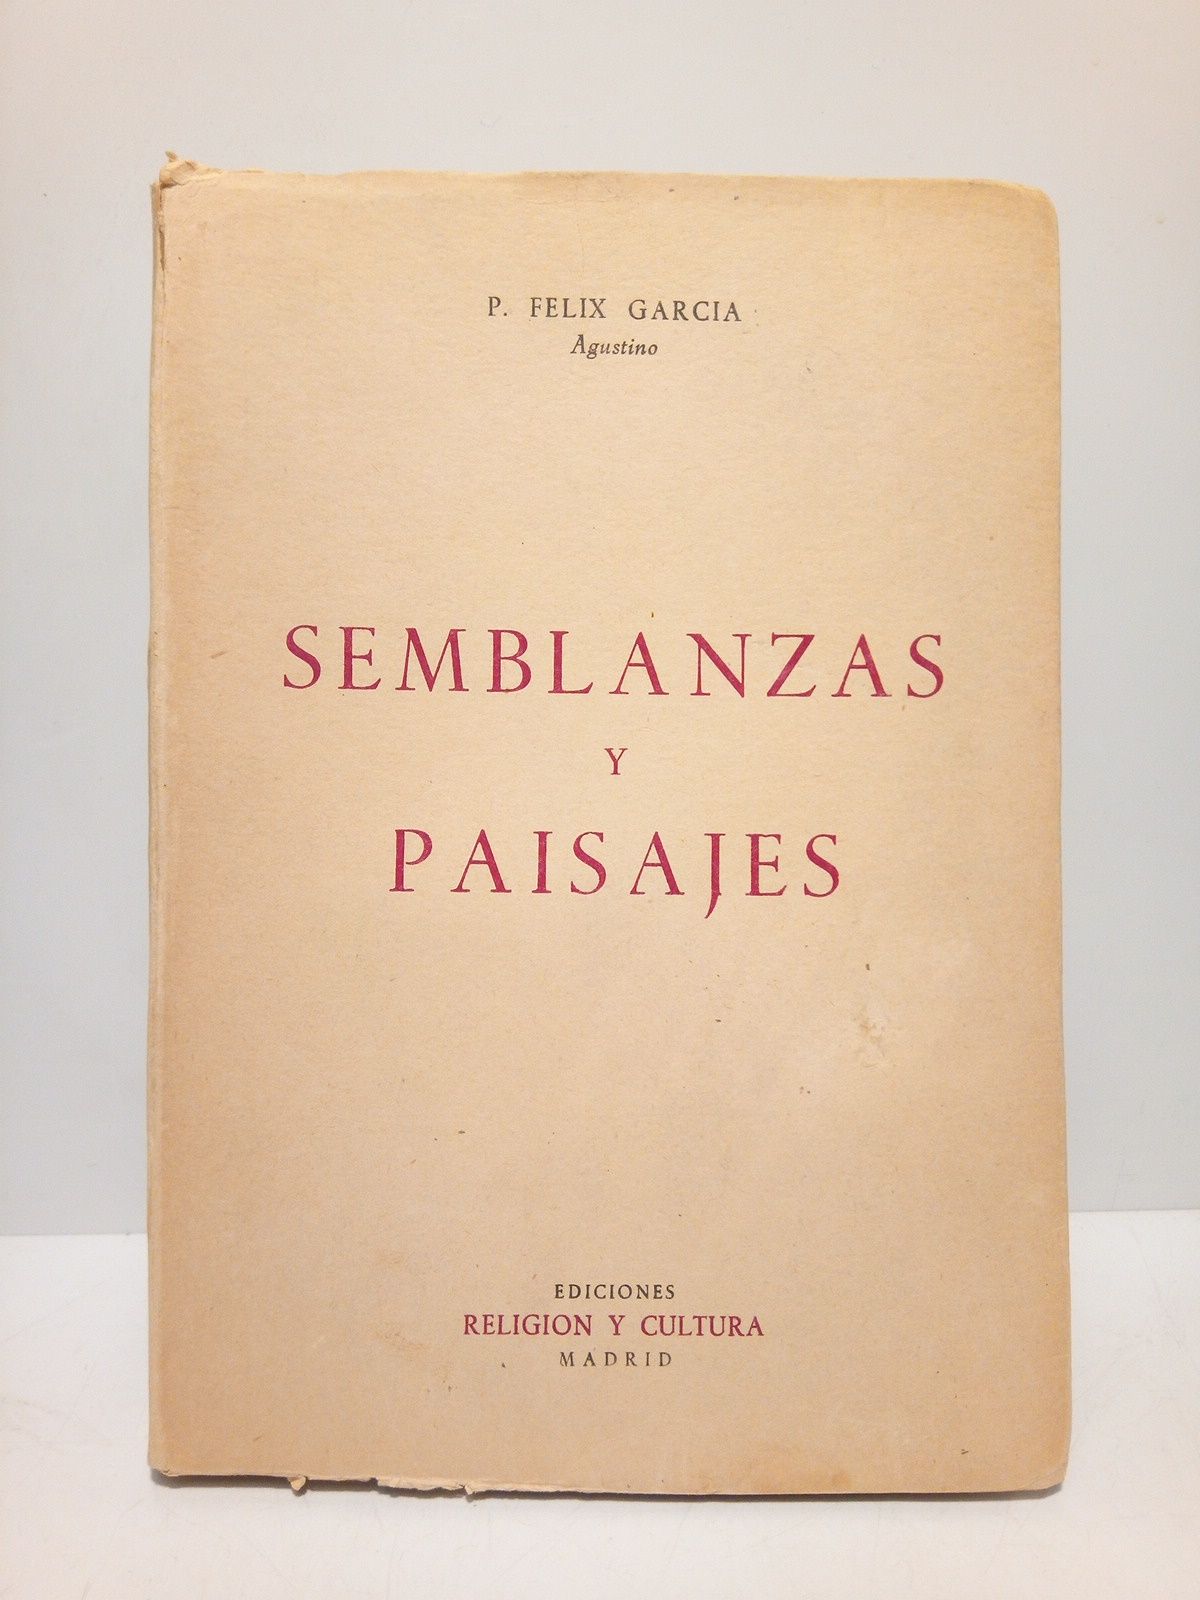 P. FELIX GARCIA
Agustino
SEMBLANZAS
Y
PAISAJES
EDICIONES
RELIGION Y CULTURA
MADRID